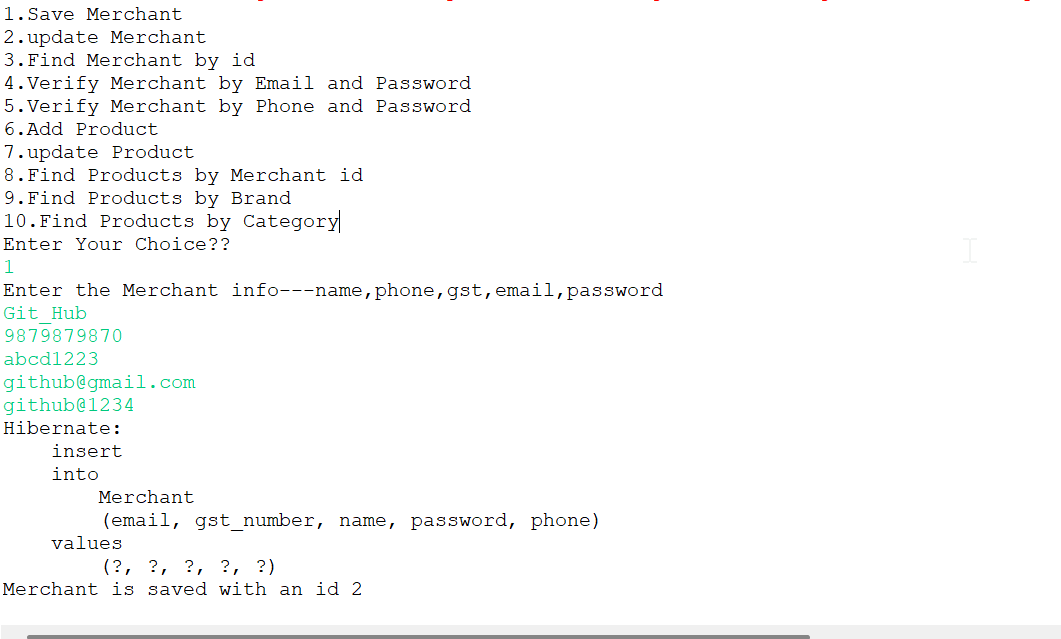 1.Save Merchant
2.update Merchant
3.Find Merchant by id
4.Verify Merchant by Email and Password
5.Verify Merchant by Phone and Password
6.Add Product
7.update Product
8.Find Products by Merchant id
9.Find Products by Brand
10.Find Products by Category
Enter Your Choice??
1
Enter the Merchant info---name,phone,gst,email,password
Git_Hub
9879879870
abcd1223
github@gmail.com
github@1234
Hibernate:
    insert
    into
        Merchant
        (email, gst_number, name, password, phone)
    values
        (?, ?, ?, ?, ?)
Merchant is saved with an id 2